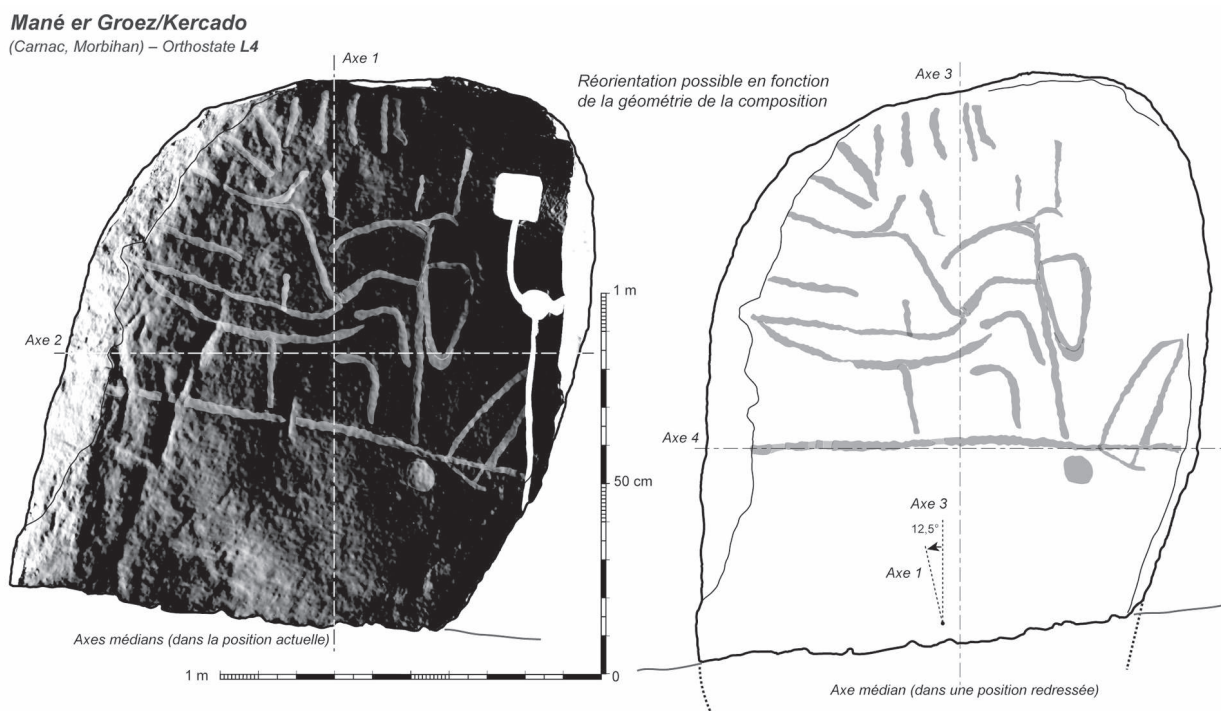 Mané er Groez/Kercado
(Carnac, Morbihan) – Orthostate L4
Axe 1
Axe 3
Réorientation possible en fonction
de la géométrie de la composition
1 m
Axe 2
Axe 4
50 cm
Axe 3
12,5°
Axe 1
Axes médians (dans la position actuelle)
1 m
0
Axe médian (dans une position redressée)